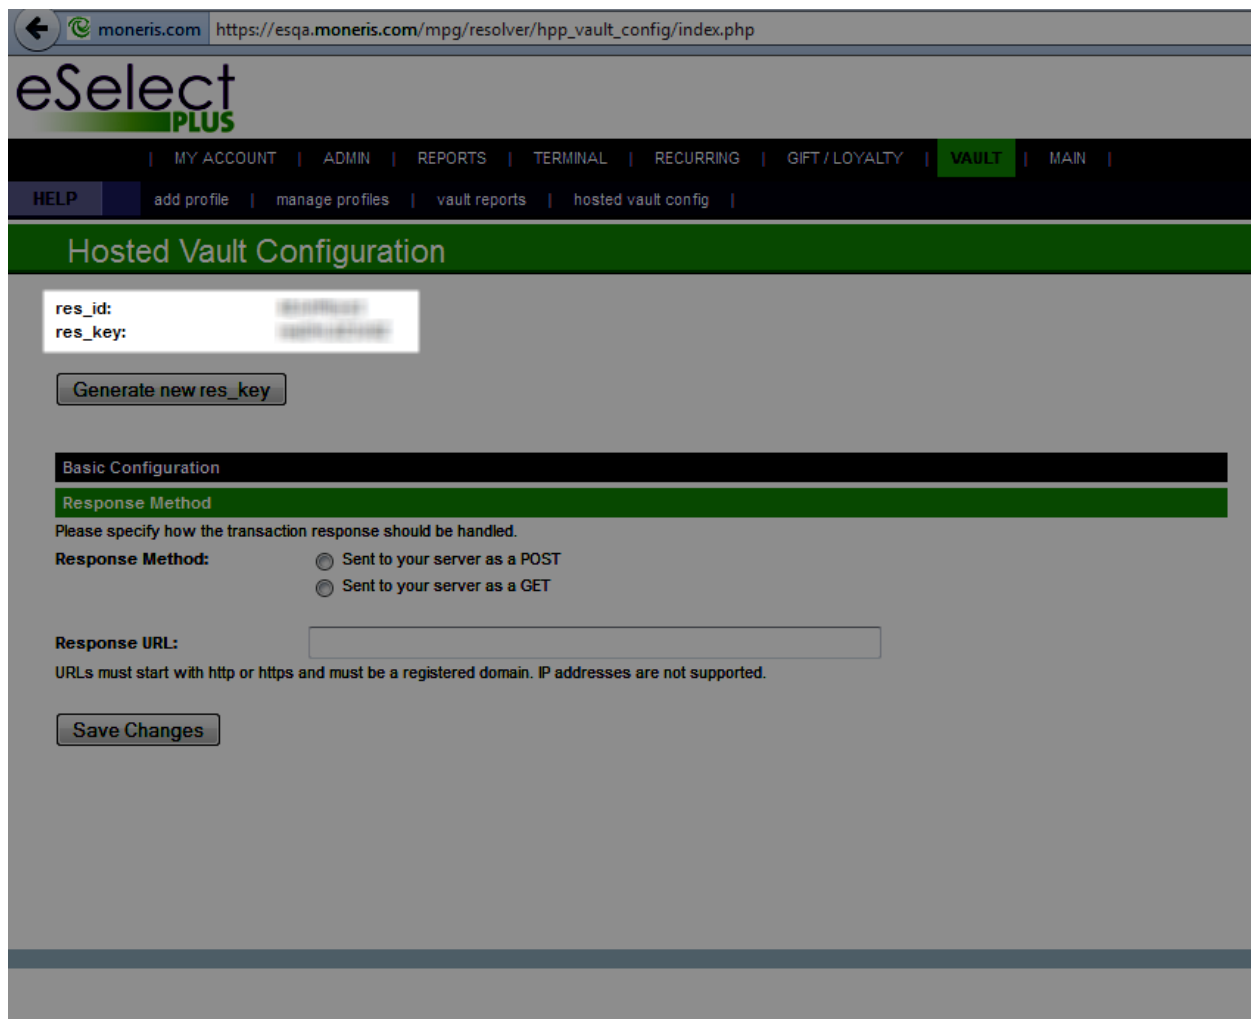 moneris.com https://esqa.moneris.com/mpg/resolver/hpp_vault_config/index.php
eSelect
PLUS
| MY ACCOUNT | ADMIN | REPORTS | TERMINAL | RECURRING | GIFT / LOYALTY | VAULT | MAIN |
HELP add profile | manage profiles | vault reports | hosted vault config |
Hosted Vault Configuration
res_id:
res_key:
Generate new res_key
Basic Configuration
Response Method
Please specify how the transaction response should be handled.
Response Method: Sent to your server as a POST
Sent to your server as a GET
Response URL:
URLs must start with http or https and must be a registered domain. IP addresses are not supported.
Save Changes